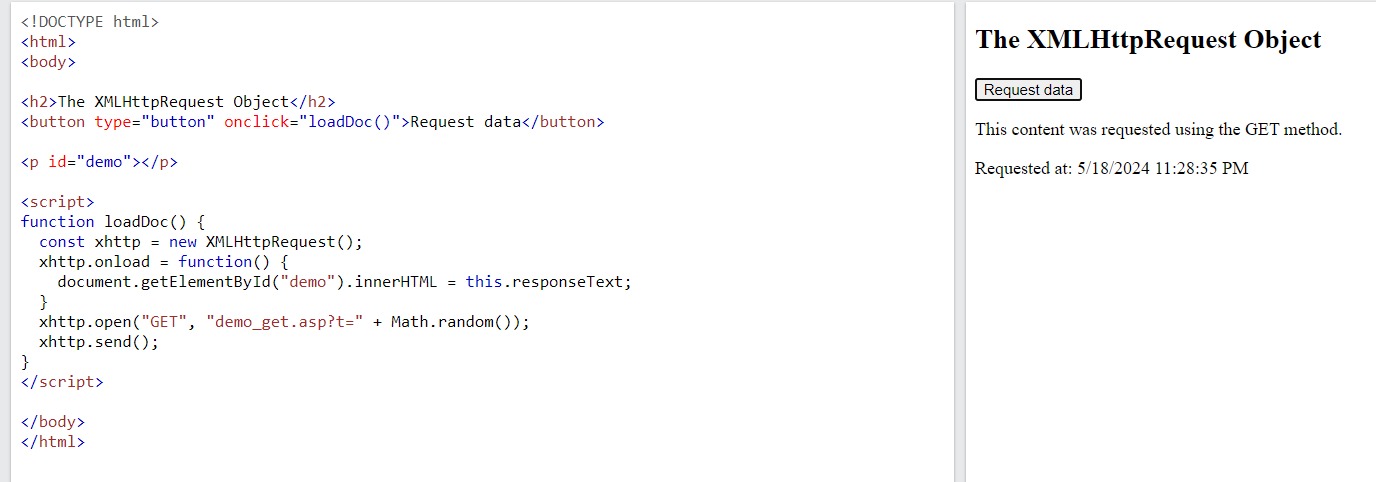 <!DOCTYPE html>
<html>
<body>
<h2>The XMLHttpRequest Object</h2>
<button type="button" onclick="loadDoc()">Request data</button>
<p id="demo"></p>
<script>
function loadDoc() {
  const xhttp = new XMLHttpRequest();
  xhttp.onload = function() {
    document.getElementById("demo").innerHTML = this.responseText;
  }
  xhttp.open("GET", "demo_get.asp?t=" + Math.random());
  xhttp.send();
}
</script>
</body>
</html>
The XMLHttpRequest Object
Request data
This content was requested using the GET method.
Requested at: 5/18/2024 11:28:35 PM